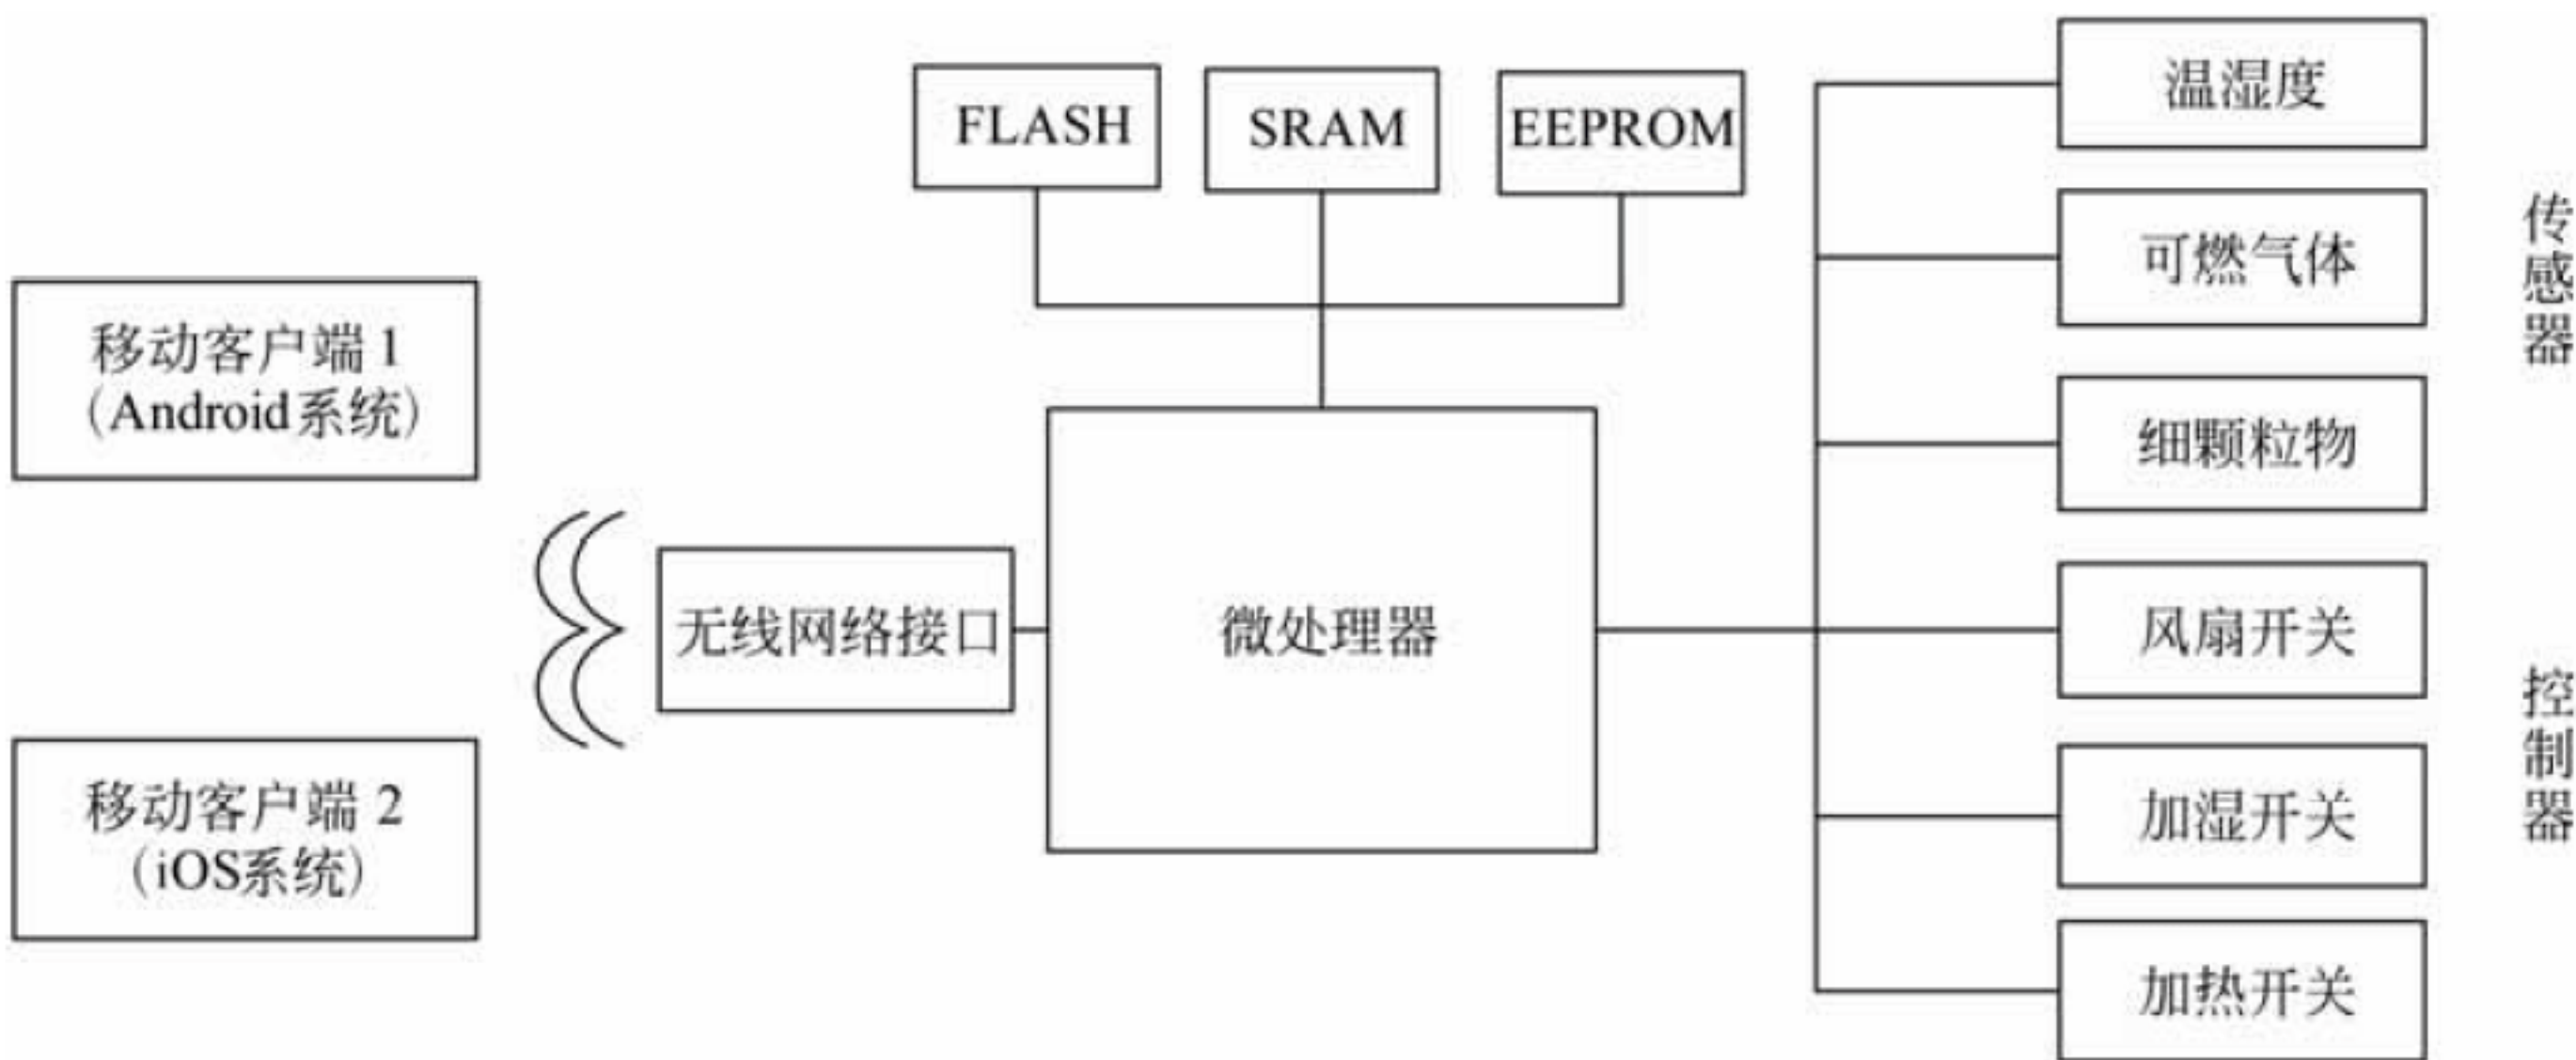 FLASH
SRAM
EEPROM
移动客户端 1
(Android系统)
移动客户端 2
(iOS系统)
无线网络接口
微处理器
温湿度
可燃气体
细颗粒物
风扇开关
加湿开关
加热开关
传感器
控制器